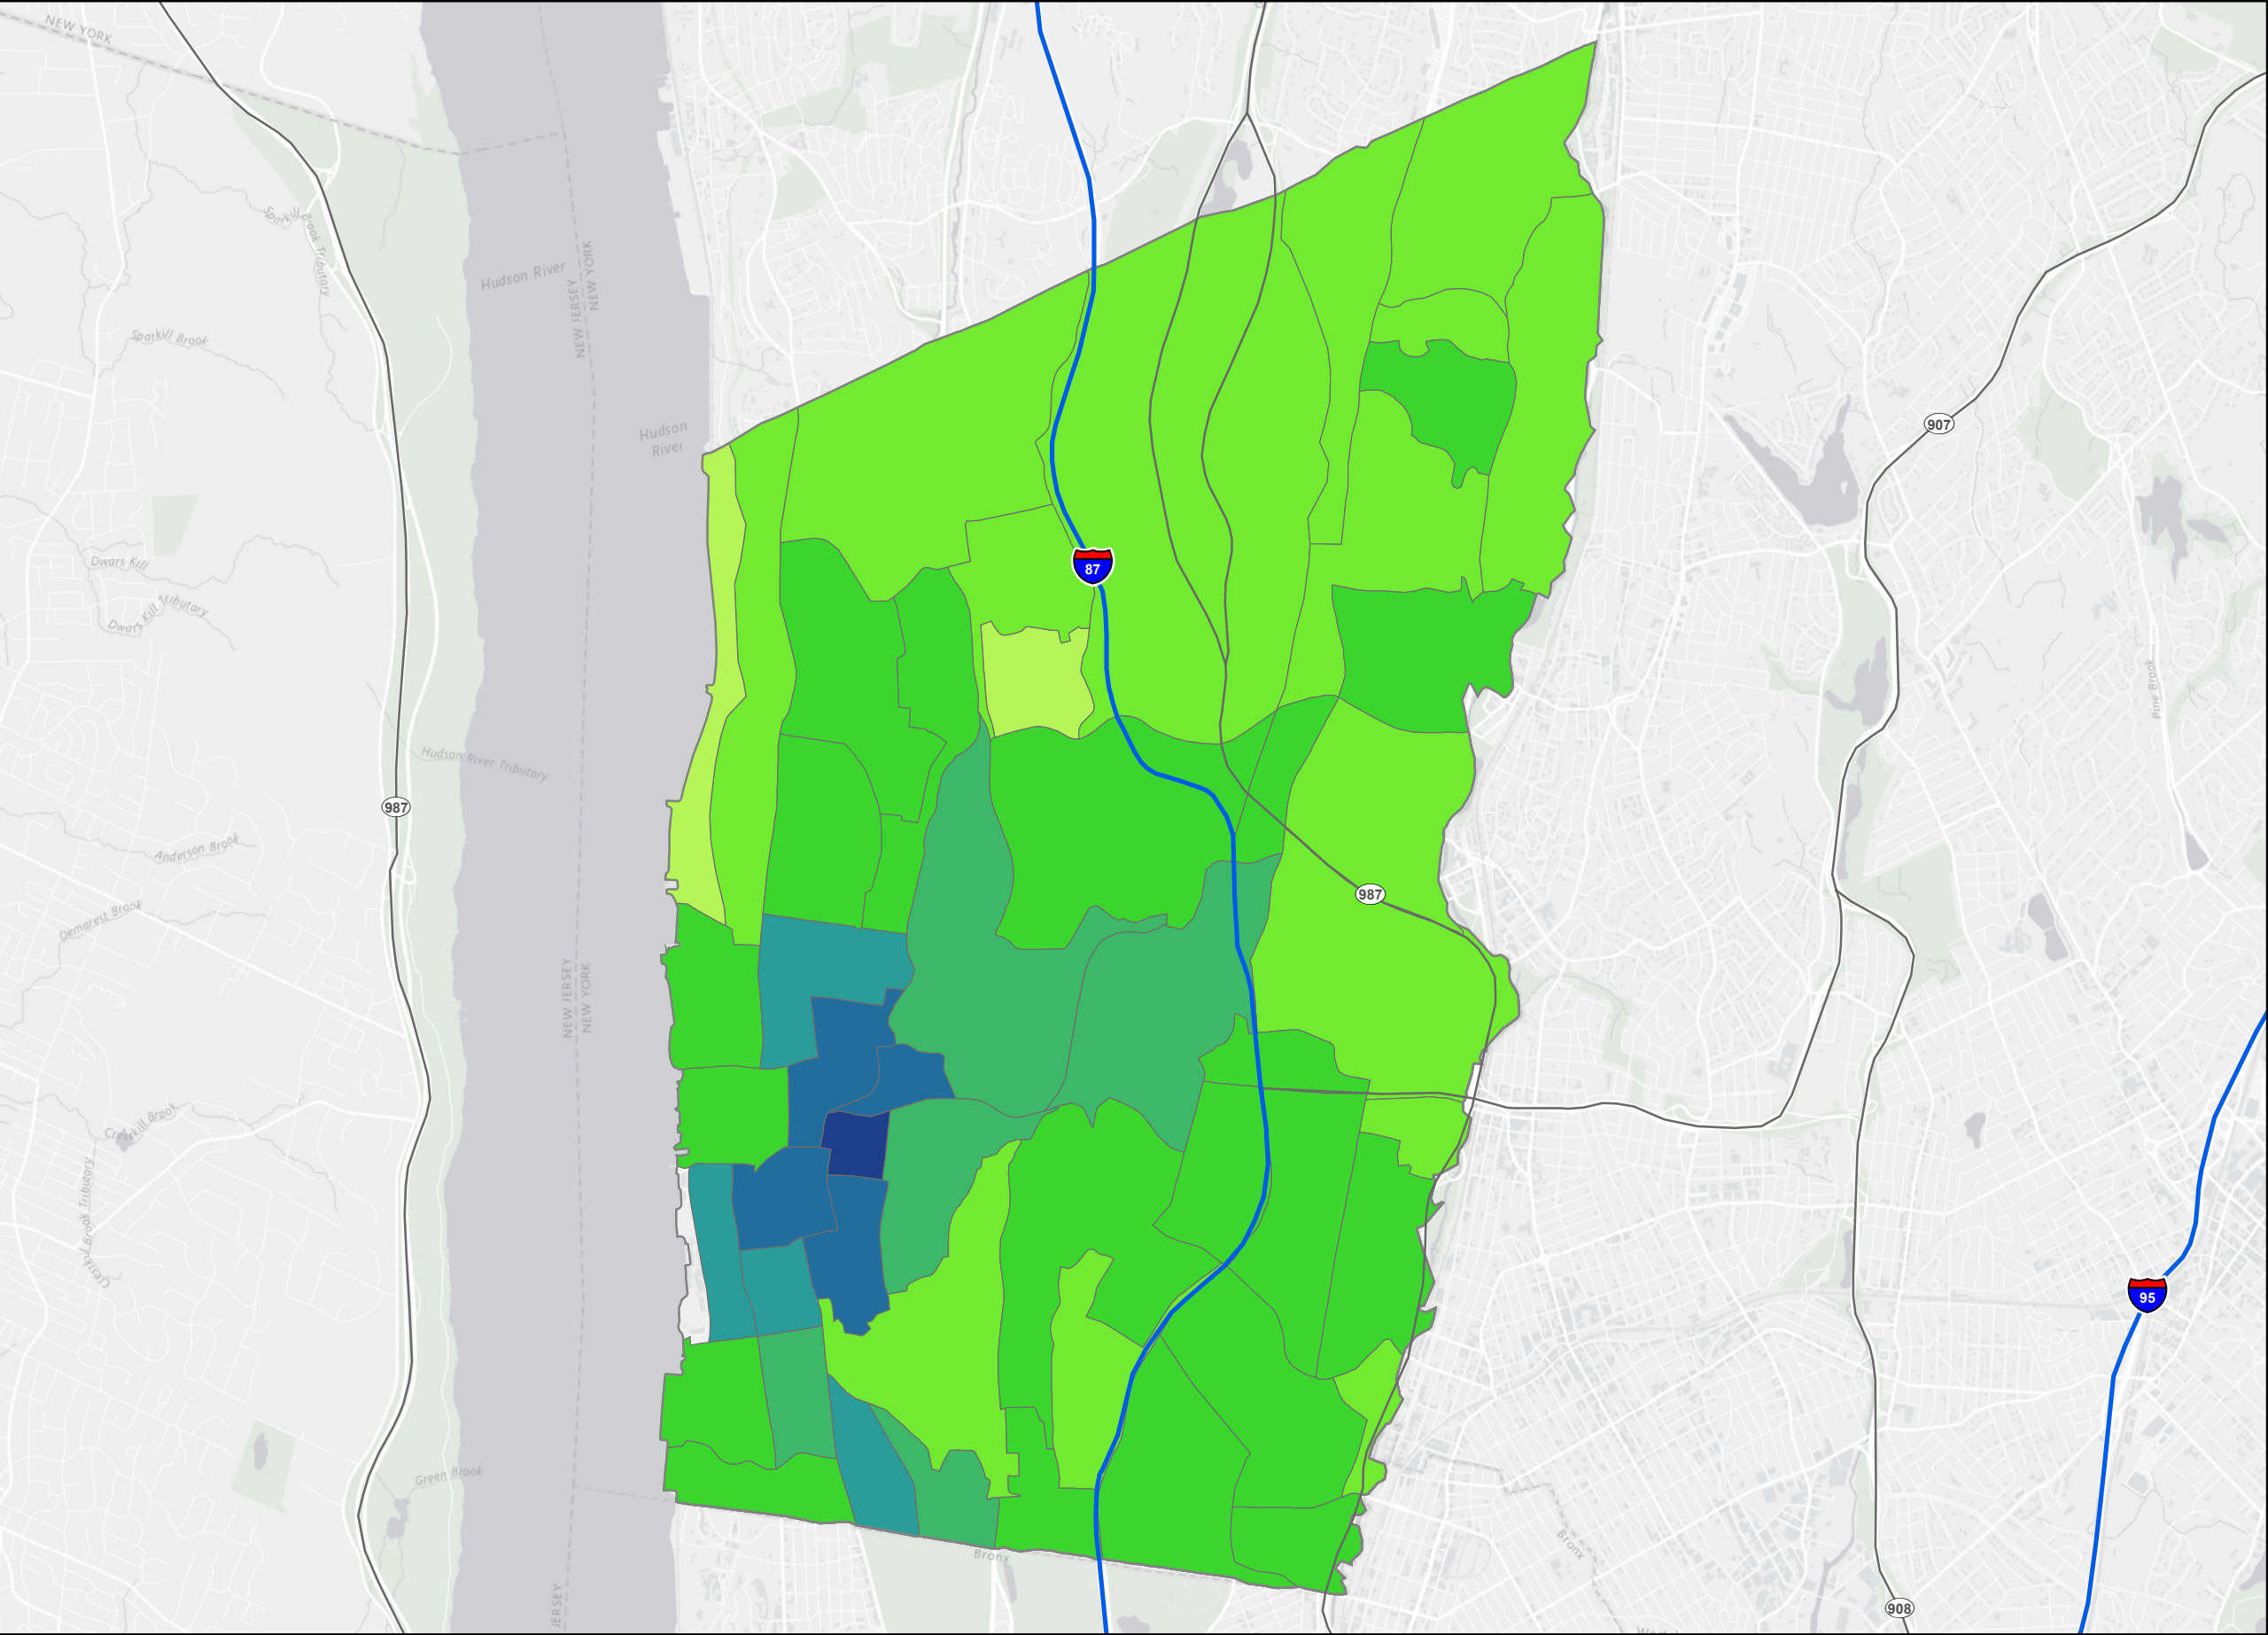 NEW YORK
Sparkill
Brook Tributary
Hudson River
NEW JERSEY
NEW YORK
Sparkill Brook
Hudson
River
907
Dwars Kill
87
Dwars Kill Tributary
Pine Brook
Hudson River Tributary
987
Anderson Brook
987
Demarest Brook
NEW JERSEY
NEW YORK
Cresskill Brook
Cresskill Brook Tributary
95
Green Brook
Bronx
Bronx
JERSEY
908